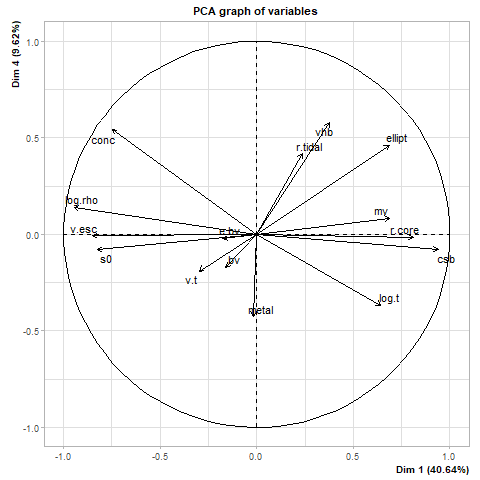 PCA graph of variables
Dim 4 (9.62%)
1.0
vhb
ellipt
conc
0.5
r.tidal
log.rho
mv
v.esc
0.0
r.core
s0
bv
csb
v.t
log.t
metal
-0.5
-1.0
-1.0 -0.5 0.0 0.5 1.0
Dim 1 (40.64%)